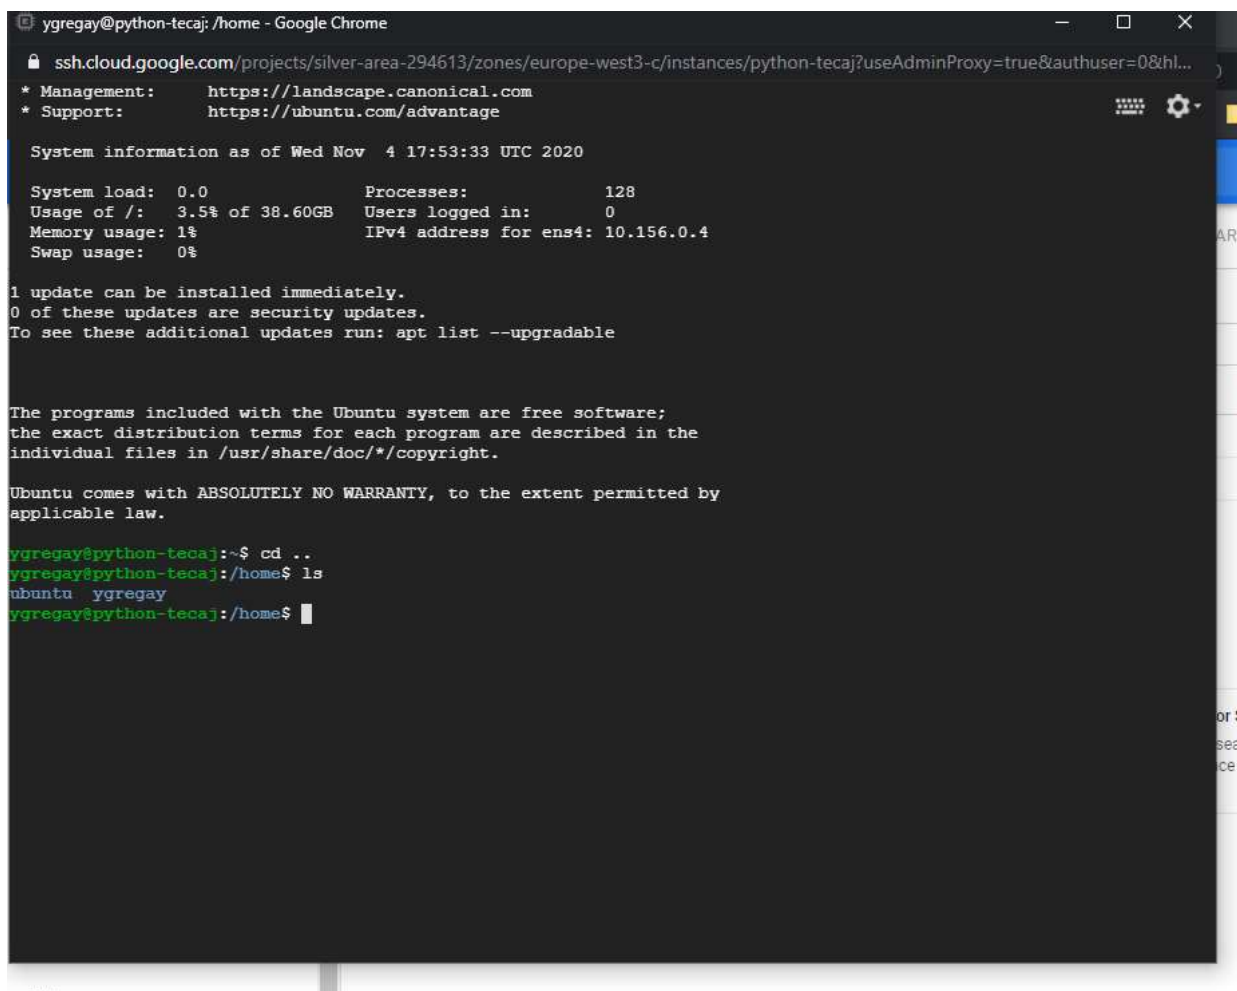 ygregay@python-tecaj: /home - Google Chrome
ssh.cloud.google.com/projects/silver-area-294613/zones/europe-west3-c/instances/python-tecaj?useAdminProxy=true&authuser=0&hl...
* Management:     https://landscape.canonical.com
* Support:        https://ubuntu.com/advantage
System information as of Wed Nov  4 17:53:33 UTC 2020
System load:  0.0               Processes:             128
Usage of /:   3.5% of 38.60GB   Users logged in:       0
Memory usage: 1%                IPv4 address for ens4: 10.156.0.4
Swap usage:   0%
1 update can be installed immediately.
0 of these updates are security updates.
To see these additional updates run: apt list --upgradable
The programs included with the Ubuntu system are free software;
the exact distribution terms for each program are described in the
individual files in /usr/share/doc/*/copyright.
Ubuntu comes with ABSOLUTELY NO WARRANTY, to the extent permitted by
applicable law.
ygregay@python-tecaj:~$ cd ..
ygregay@python-tecaj:/home$ ls
ubuntu  ygregay
ygregay@python-tecaj:/home$